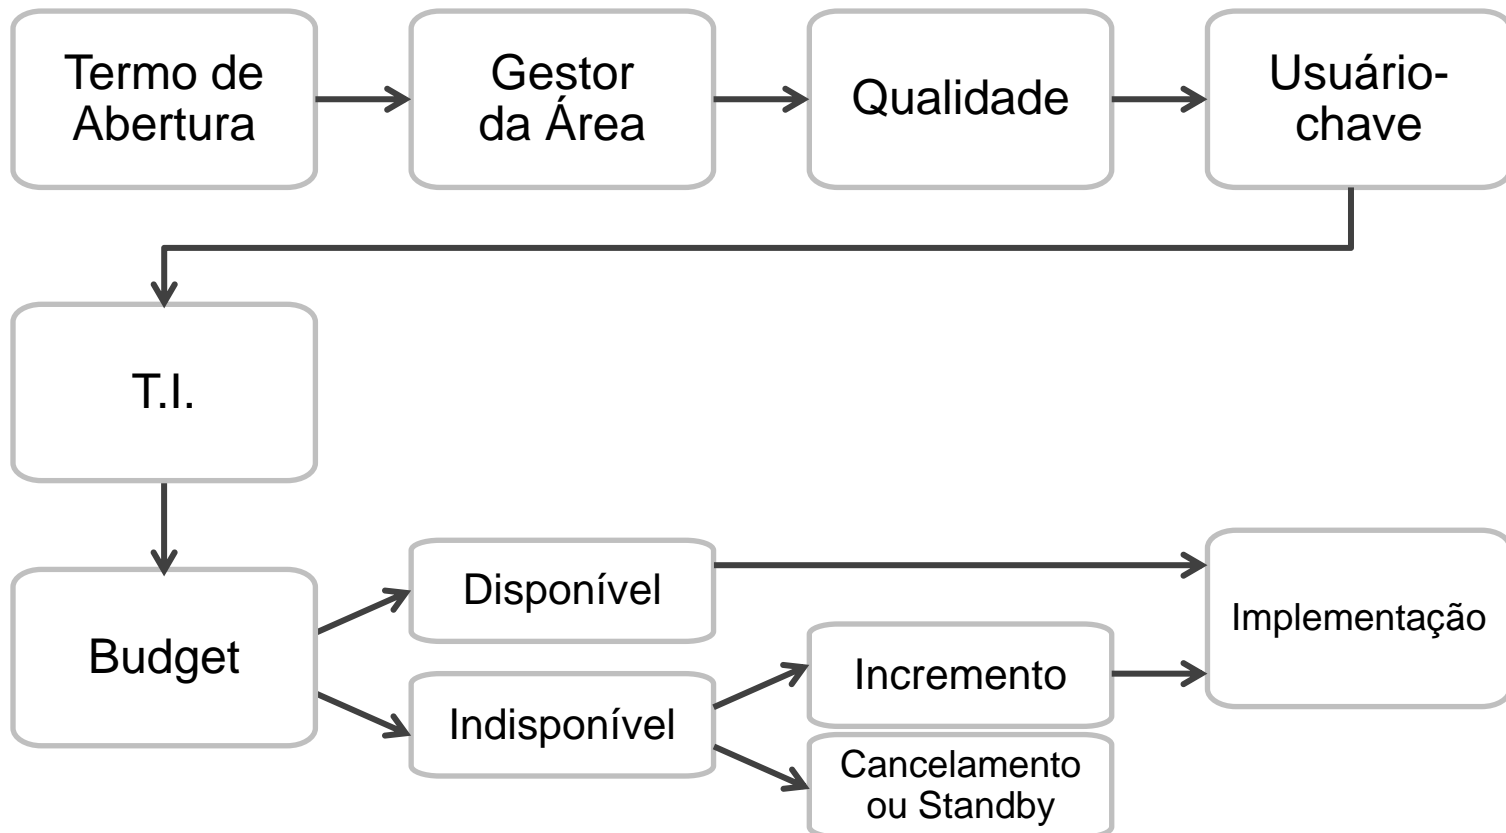 Termo de
Abertura
Gestor
da Área
Qualidade
Usuário-
chave
T.I.
Budget
Disponível
Indisponível
Incremento
Cancelamento
ou Standby
Implementação